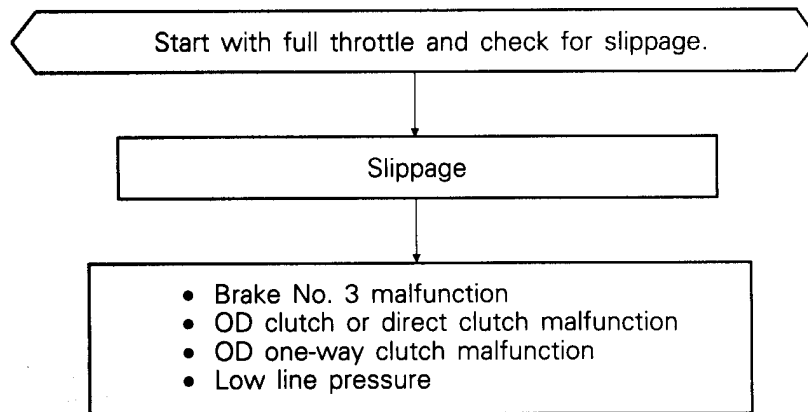 Start with full throttle and check for slippage.
Slippage
• Brake No. 3 malfunction
• OD clutch or direct clutch malfunction
• OD one-way clutch malfunction
• Low line pressure